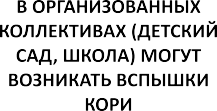 В ОРГАНИЗОВАННЫХ
КОЛЛЕКТИВАХ (ДЕТСКИЙ
САД, ШКОЛА) МОГУТ
ВОЗНИКАТЬ ВСПЫШКИ
КОРИ